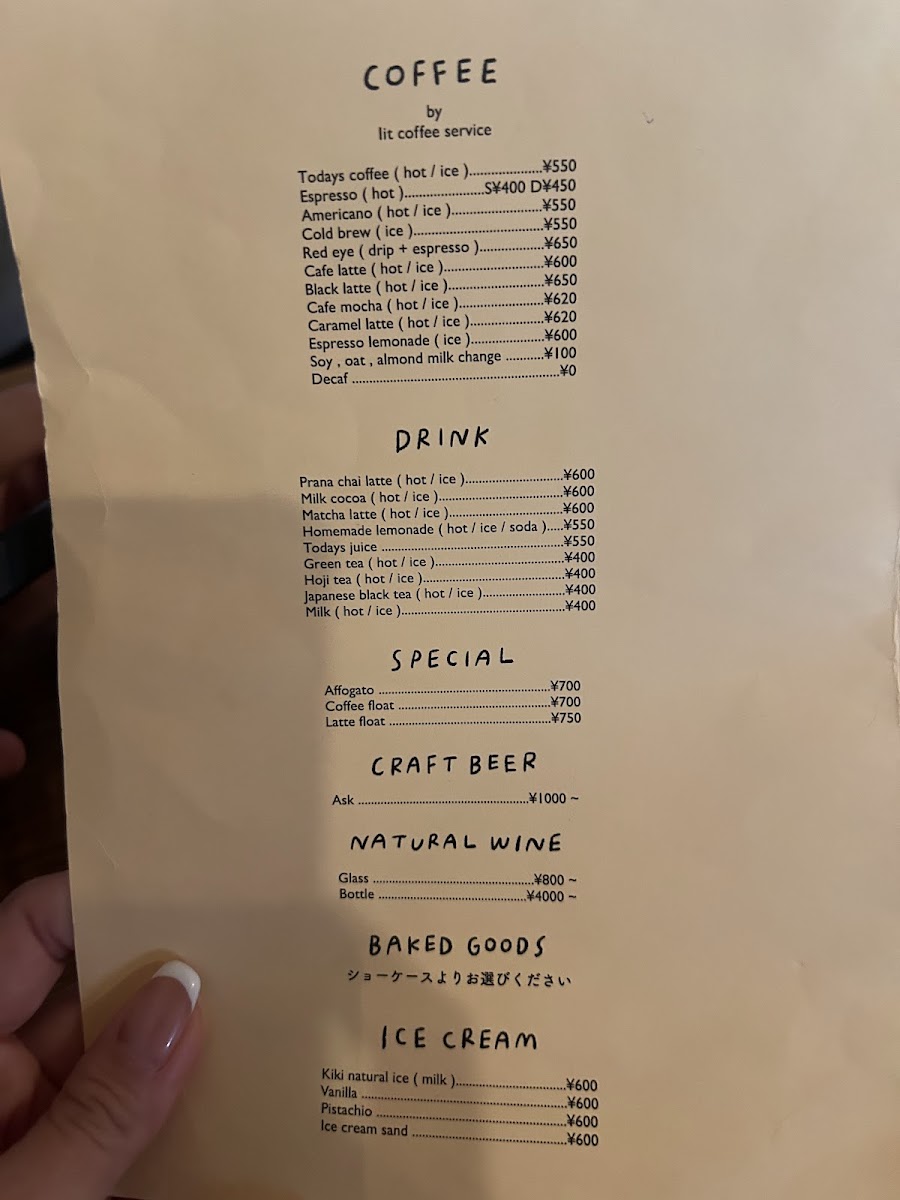 COFFEE
by
lit coffee service
Todays coffee ( hot / ice ).....................¥550
Espresso ( hot ).......................S¥400 D¥450
Americano ( hot / ice )..........................¥550
Cold brew ( ice ).....................................¥550
Red eye ( drip + espresso )..................¥650
Cafe latte ( hot / ice ).............................¥600
Black latte ( hot / ice )............................¥650
Cafe mocha ( hot / ice )........................¥620
Caramel latte ( hot / ice ).....................¥620
Espresso lemonade ( ice ).....................¥600
Soy , oat , almond milk change ...........¥100
Decaf ............................................................¥0
DRINK
Prana chai latte ( hot / ice )............................¥600
Milk cocoa ( hot / ice )....................................¥600
Matcha latte ( hot / ice ).................................¥600
Homemade lemonade ( hot / ice / soda ).....¥550
Todays juice .....................................................¥550
Green tea ( hot / ice ).....................................¥400
Hoji tea ( hot / ice )........................................¥400
Japanese black tea ( hot / ice )........................¥400
Milk ( hot / ice )...............................................¥400
SPECIAL
Affogato ..................................................¥700
Coffee float .............................................¥700
Latte float ................................................¥750
CRAFT BEER
Ask ..................................................¥1000 ~
NATURAL WINE
Glass ................................................¥800 ~
Bottle ............................................¥4000 ~
BAKED GOODS
ショーケースよりお選びください
ICE CREAM
Kiki natural ice ( milk )................................¥600
Vanilla ............................................................¥600
Pistachio ........................................................¥600
Ice cream sand .............................................¥600